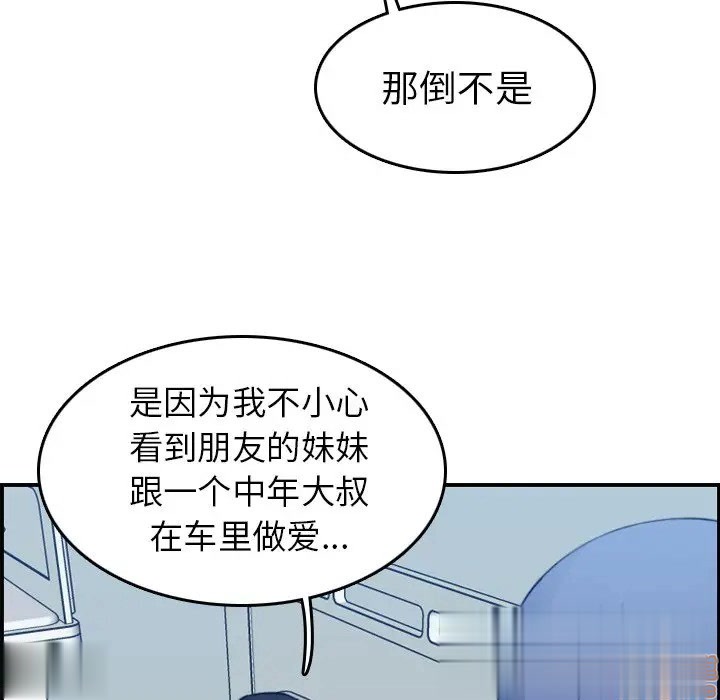 那倒不是
是因为我不小心
看到朋友的妹妹
跟一个中年大叔
在车里做爱...